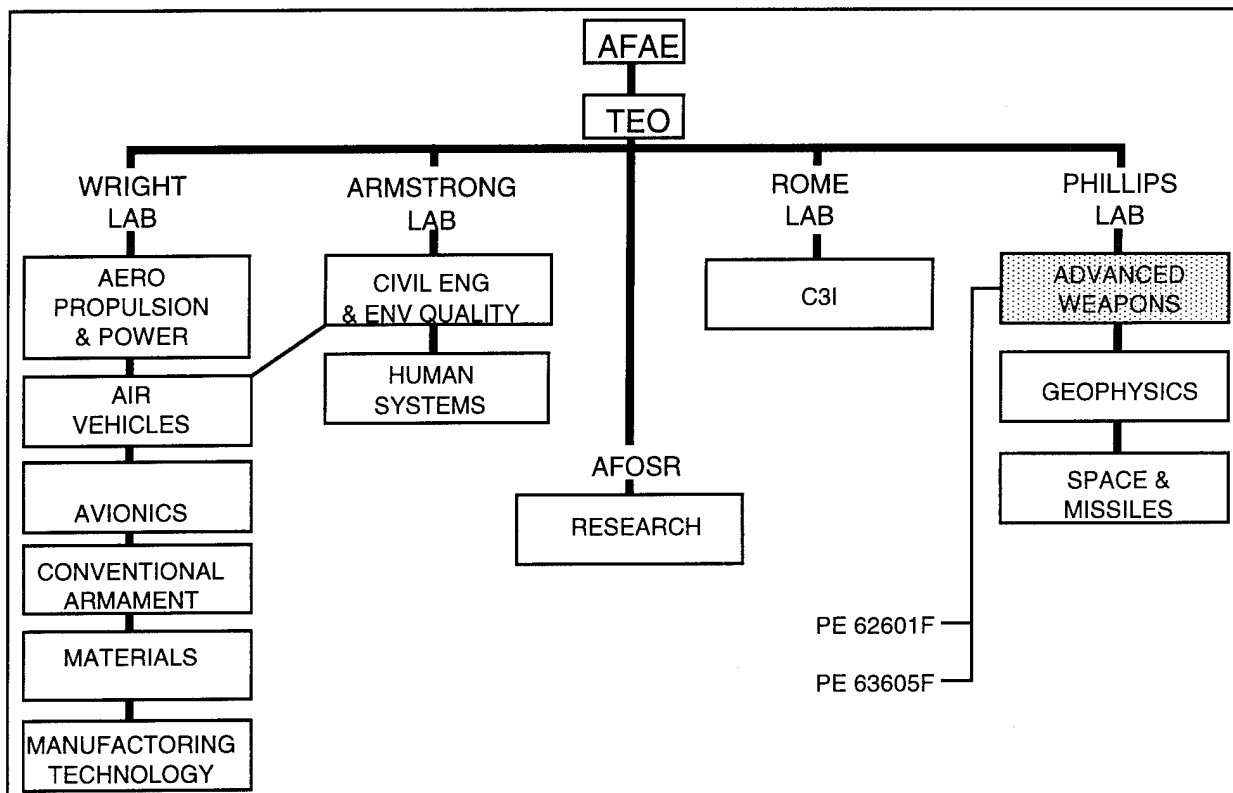 AFAE
TEO
WRIGHT
LAB
AERO
PROPULSION
& POWER
AIR
VEHICLES
AVIONICS
CONVENTIONAL
ARMAMENT
MATERIALS
MANUFACTORING
TECHNOLOGY
ARMSTRONG
LAB
CIVIL ENG
& ENV QUALITY
HUMAN
SYSTEMS
AFOSR
RESEARCH
ROME
LAB
C3I
PHILLIPS
LAB
ADVANCED
WEAPONS
GEOPHYSICS
SPACE &
MISSILES
PE 62601F
PE 63605F